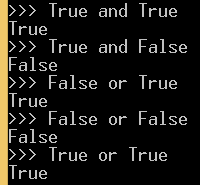 >>> True and True
True
>>> True and False
False
>>> False or True
True
>>> False or False
False
>>> True or True
True